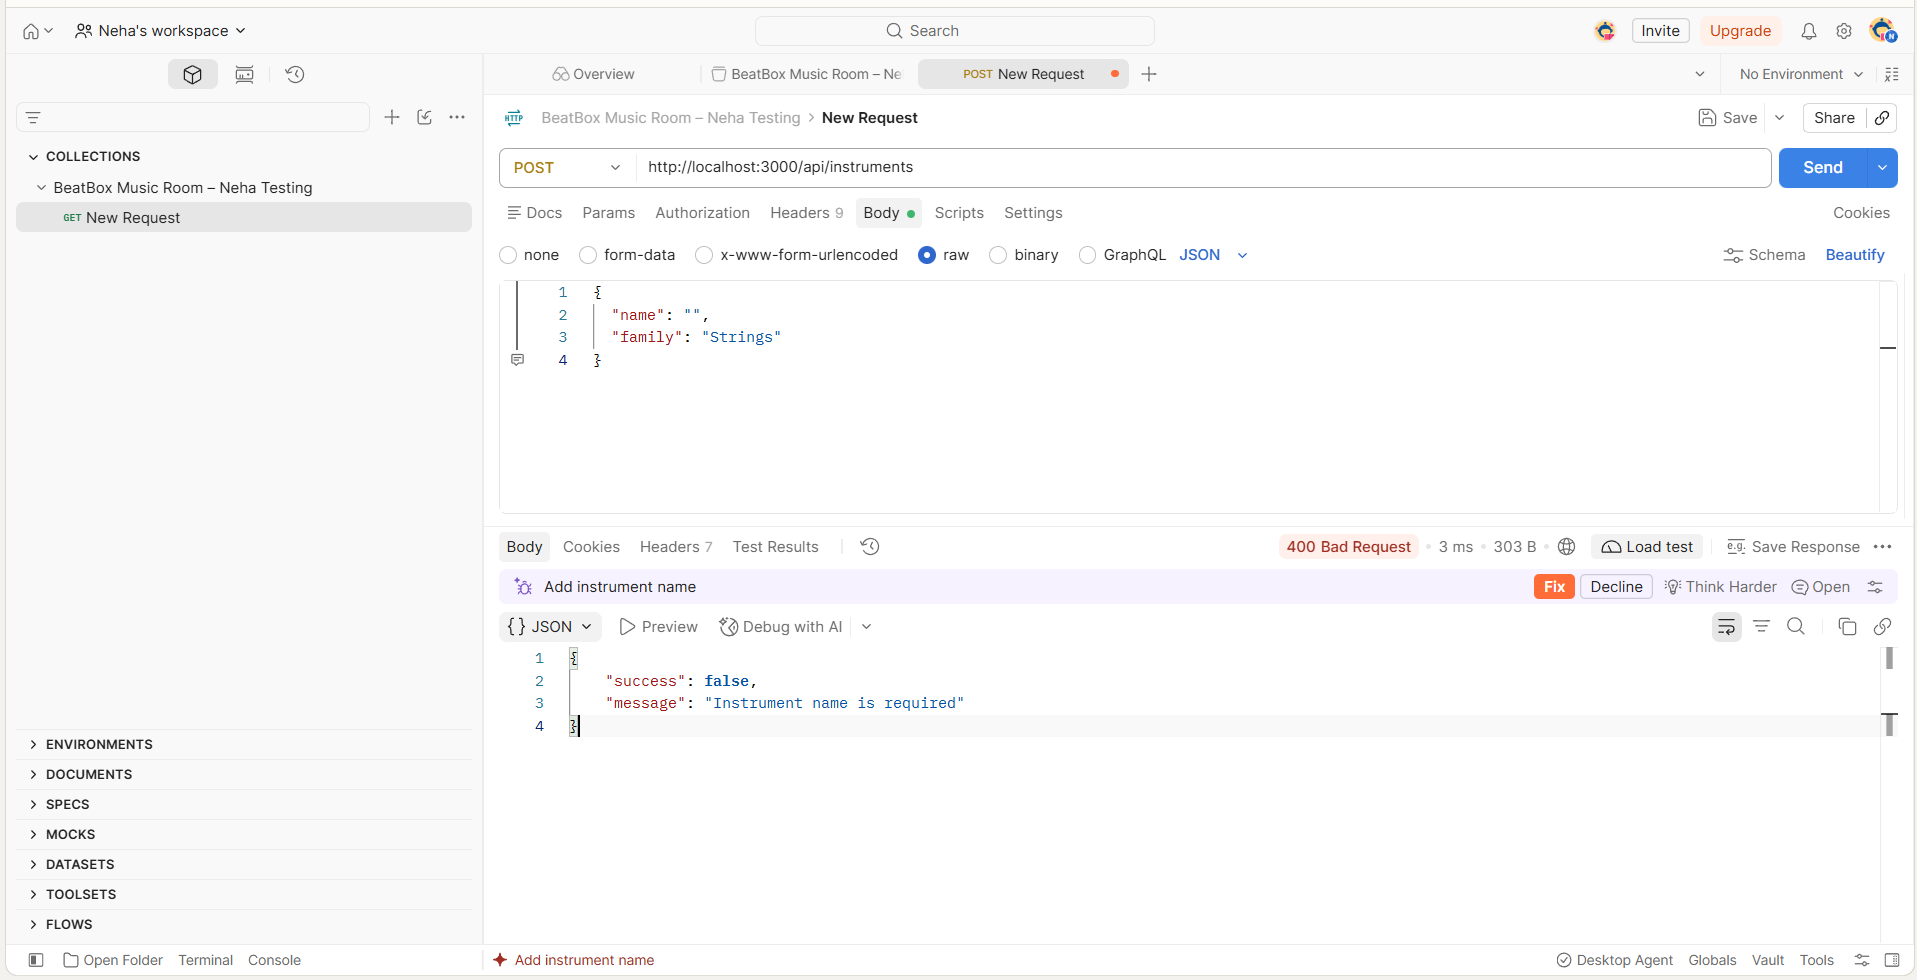 Neha's workspace
Search
Invite
Upgrade
N
Overview
BeatBox Music Room – Ne
POST New Request
No Environment
HTTP
BeatBox Music Room – Neha Testing > New Request
Save
Share
COLLECTIONS
BeatBox Music Room – Neha Testing
GET New Request
POST
http://localhost:3000/api/instruments
Send
Docs
Params
Authorization
Headers 9
Body
Scripts
Settings
Cookies
none
form-data
x-www-form-urlencoded
raw
binary
GraphQL
JSON
Schema
Beautify
1 {
2 "name": "",
3 "family": "Strings"
4 }
Body
Cookies
Headers 7
Test Results
400 Bad Request
3 ms
303 B
Load test
e.g. Save Response
Add instrument name
Fix
Decline
Think Harder
Open
{} JSON
Preview
Debug with AI
1 {
2 "success": false,
3 "message": "Instrument name is required"
4 }
ENVIRONMENTS
DOCUMENTS
SPECS
MOCKS
DATASETS
TOOLSETS
FLOWS
Open Folder
Terminal
Console
Add instrument name
Desktop Agent
Globals
Vault
Tools